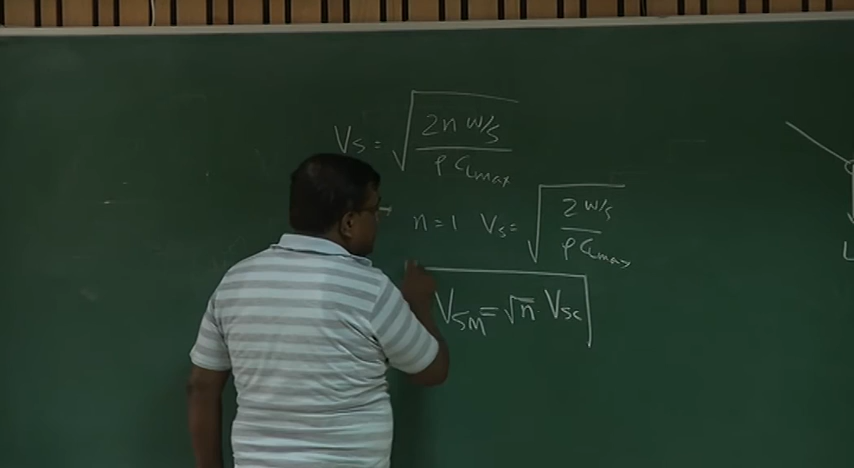 Vs = √(2n W/S / ρ CLmax)
n = 1 Vs = √(2 W/S / ρ CLmax)
VSM = √n · Vsc
L